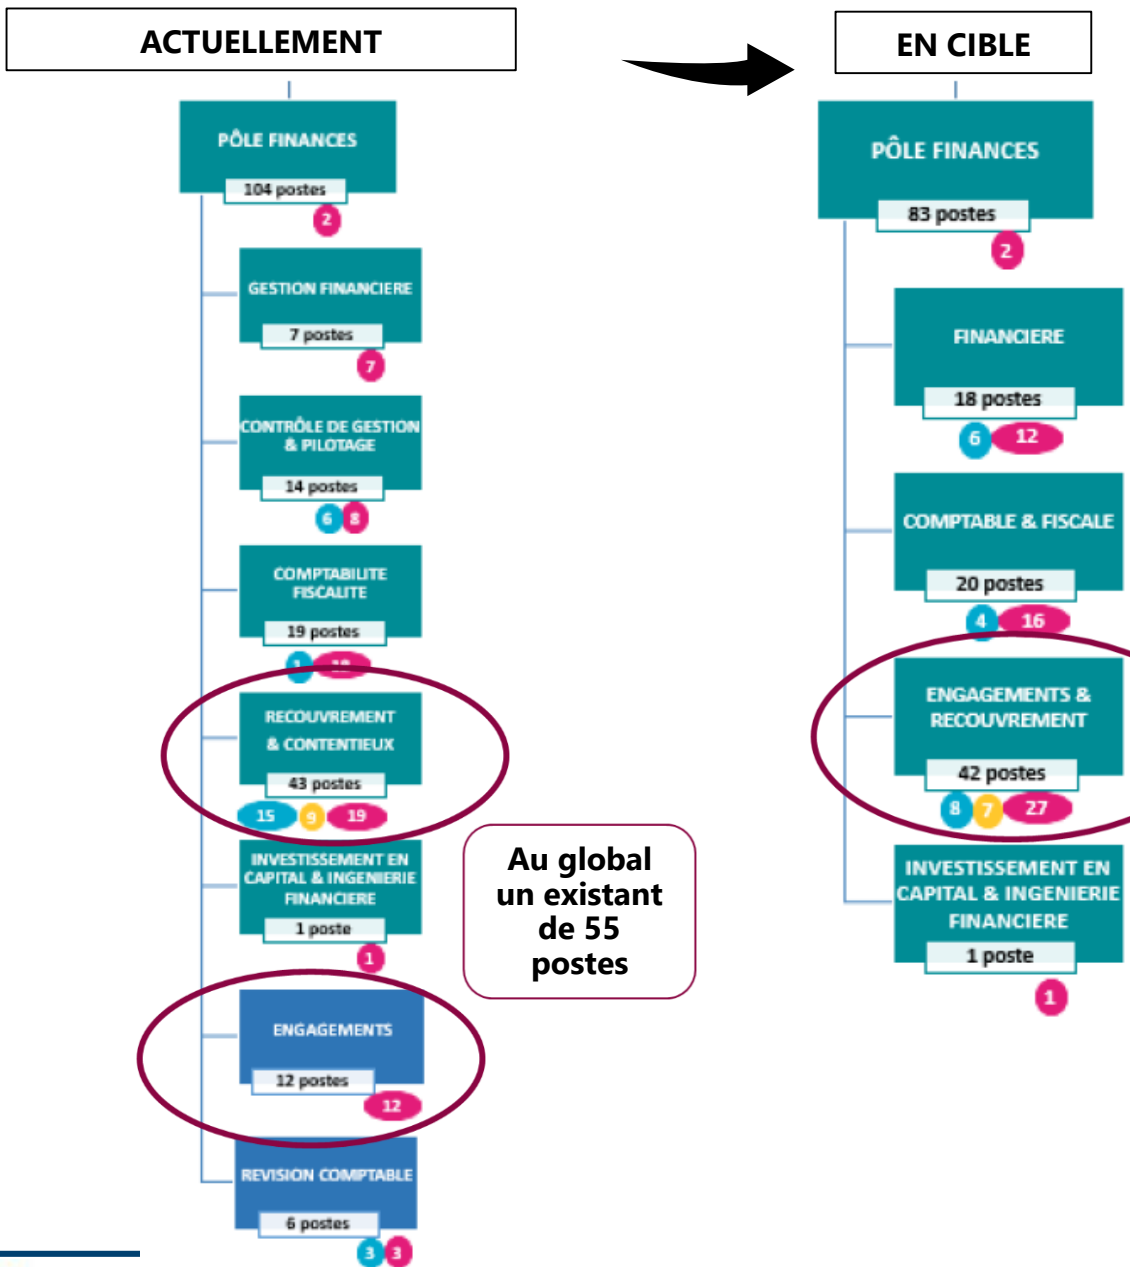 ACTUELLEMENT
PÔLE FINANCES
104 postes
2
GESTION FINANCIERE
7 postes
7
CONTRÔLE DE GESTION
& PILOTAGE
14 postes
6 8
COMPTABILITE
FISCALITE
19 postes
1 18
RECOUVREMENT
& CONTENTIEUX
43 postes
15 9 19
INVESTISSEMENT EN
CAPITAL & INGENIERIE
FINANCIERE
1 poste
1
ENGAGEMENTS
12 postes
12
REVISION COMPTABLE
6 postes
3 3
Au global
un existant
de 55
postes
EN CIBLE
PÔLE FINANCES
83 postes
2
FINANCIERE
18 postes
6 12
COMPTABLE & FISCALE
20 postes
4 16
ENGAGEMENTS &
RECOUVREMENT
42 postes
8 7 27
INVESTISSEMENT EN
CAPITAL & INGENIERIE
FINANCIERE
1 poste
1